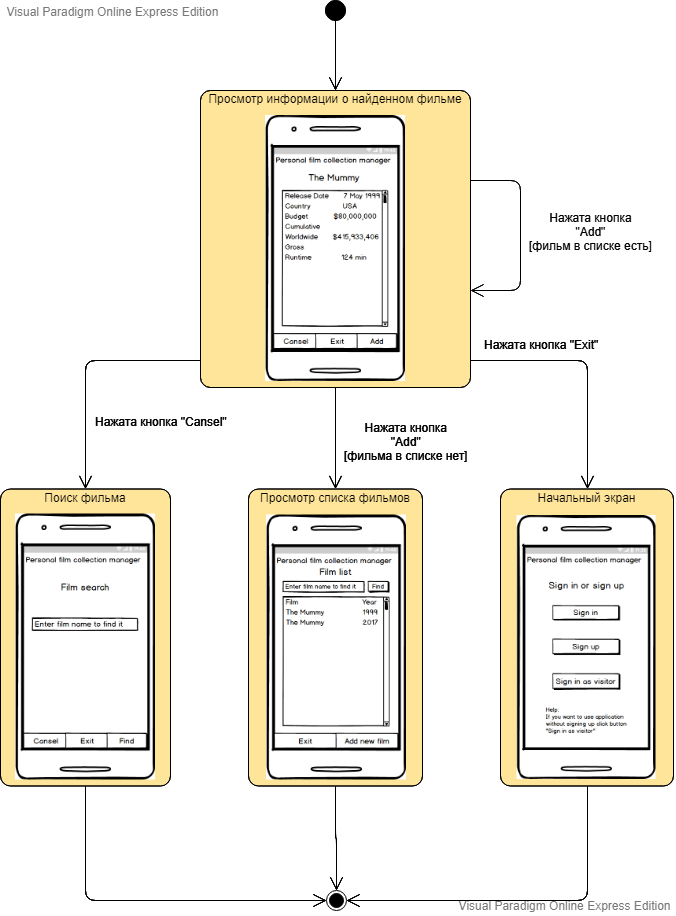 Visual Paradigm Online Express Edition
Просмотр информации о найденном фильме
Personal film collection manager
The Mummy
Release Date 7 May 1999
Country USA
Budget $80,000,000
Cumulative
Worldwide $415,933,406
Gross
Runtime 124 min
Cansel Exit Add
Нажата кнопка
"Add"
[фильм в списке есть]
Нажата кнопка "Exit"
Нажата кнопка "Cansel"
Нажата кнопка
"Add"
[фильма в списке нет]
Поиск фильма
Personal film collection manager
Film search
Enter film name to find it
Cansel Exit Find
Просмотр списка фильмов
Personal film collection manager
Film list
Enter film name to find it Find
Film Year
The Mummy 1999
The Mummy 2017
Exit Add new film
Начальный экран
Personal film collection manager
Sign in or sign up
Sign in
Sign up
Sign in as visitor
Help:
If you want to use application
without signing up click button
"Sign in as visitor"
Visual Paradigm Online Express Edition